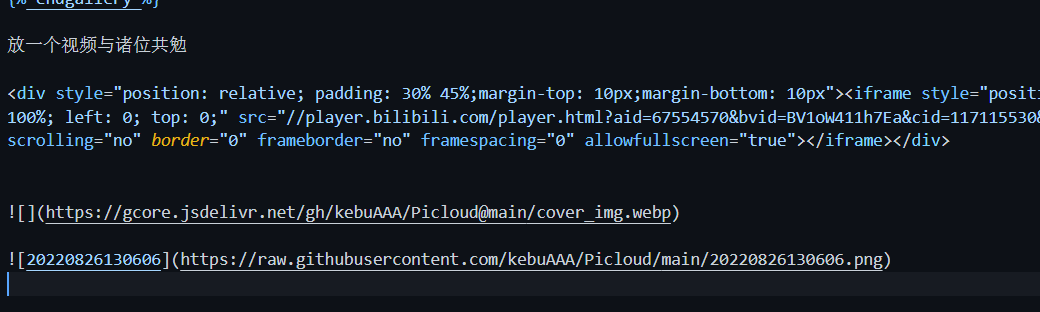 {% endgallery %}
放一个视频与诸位共勉
<div style="position: relative; padding: 30% 45%;margin-top: 10px;margin-bottom: 10px"><iframe style="positi
100%; left: 0; top: 0;" src="//player.bilibili.com/player.html?aid=67554570&bvid=BV1oW411h7Ea&cid=117115530&
scrolling="no" border="0" frameborder="no" framespacing="0" allowfullscreen="true"></iframe></div>
![](https://gcore.jsdelivr.net/gh/kebuAAA/Picloud@main/cover_img.webp)
![20220826130606](https://raw.githubusercontent.com/kebuAAA/Picloud/main/20220826130606.png)